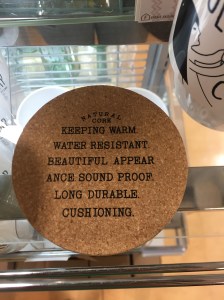 NATURAL
CORK
KEEPING WARM.
WATER RESISTANT
BEAUTIFUL APPEAR
ANCE SOUND PROOF.
LONG DURABLE.
CUSHIONING.